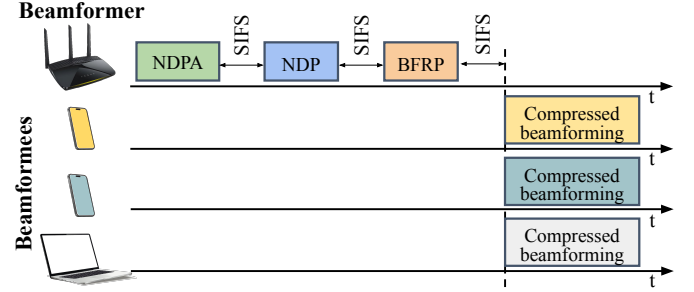 Beamformer
NDPA
SIFS
NDP
SIFS
BFRP
SIFS
t
Beamformees
Compressed
beamforming
t
Compressed
beamforming
t
Compressed
beamforming
t